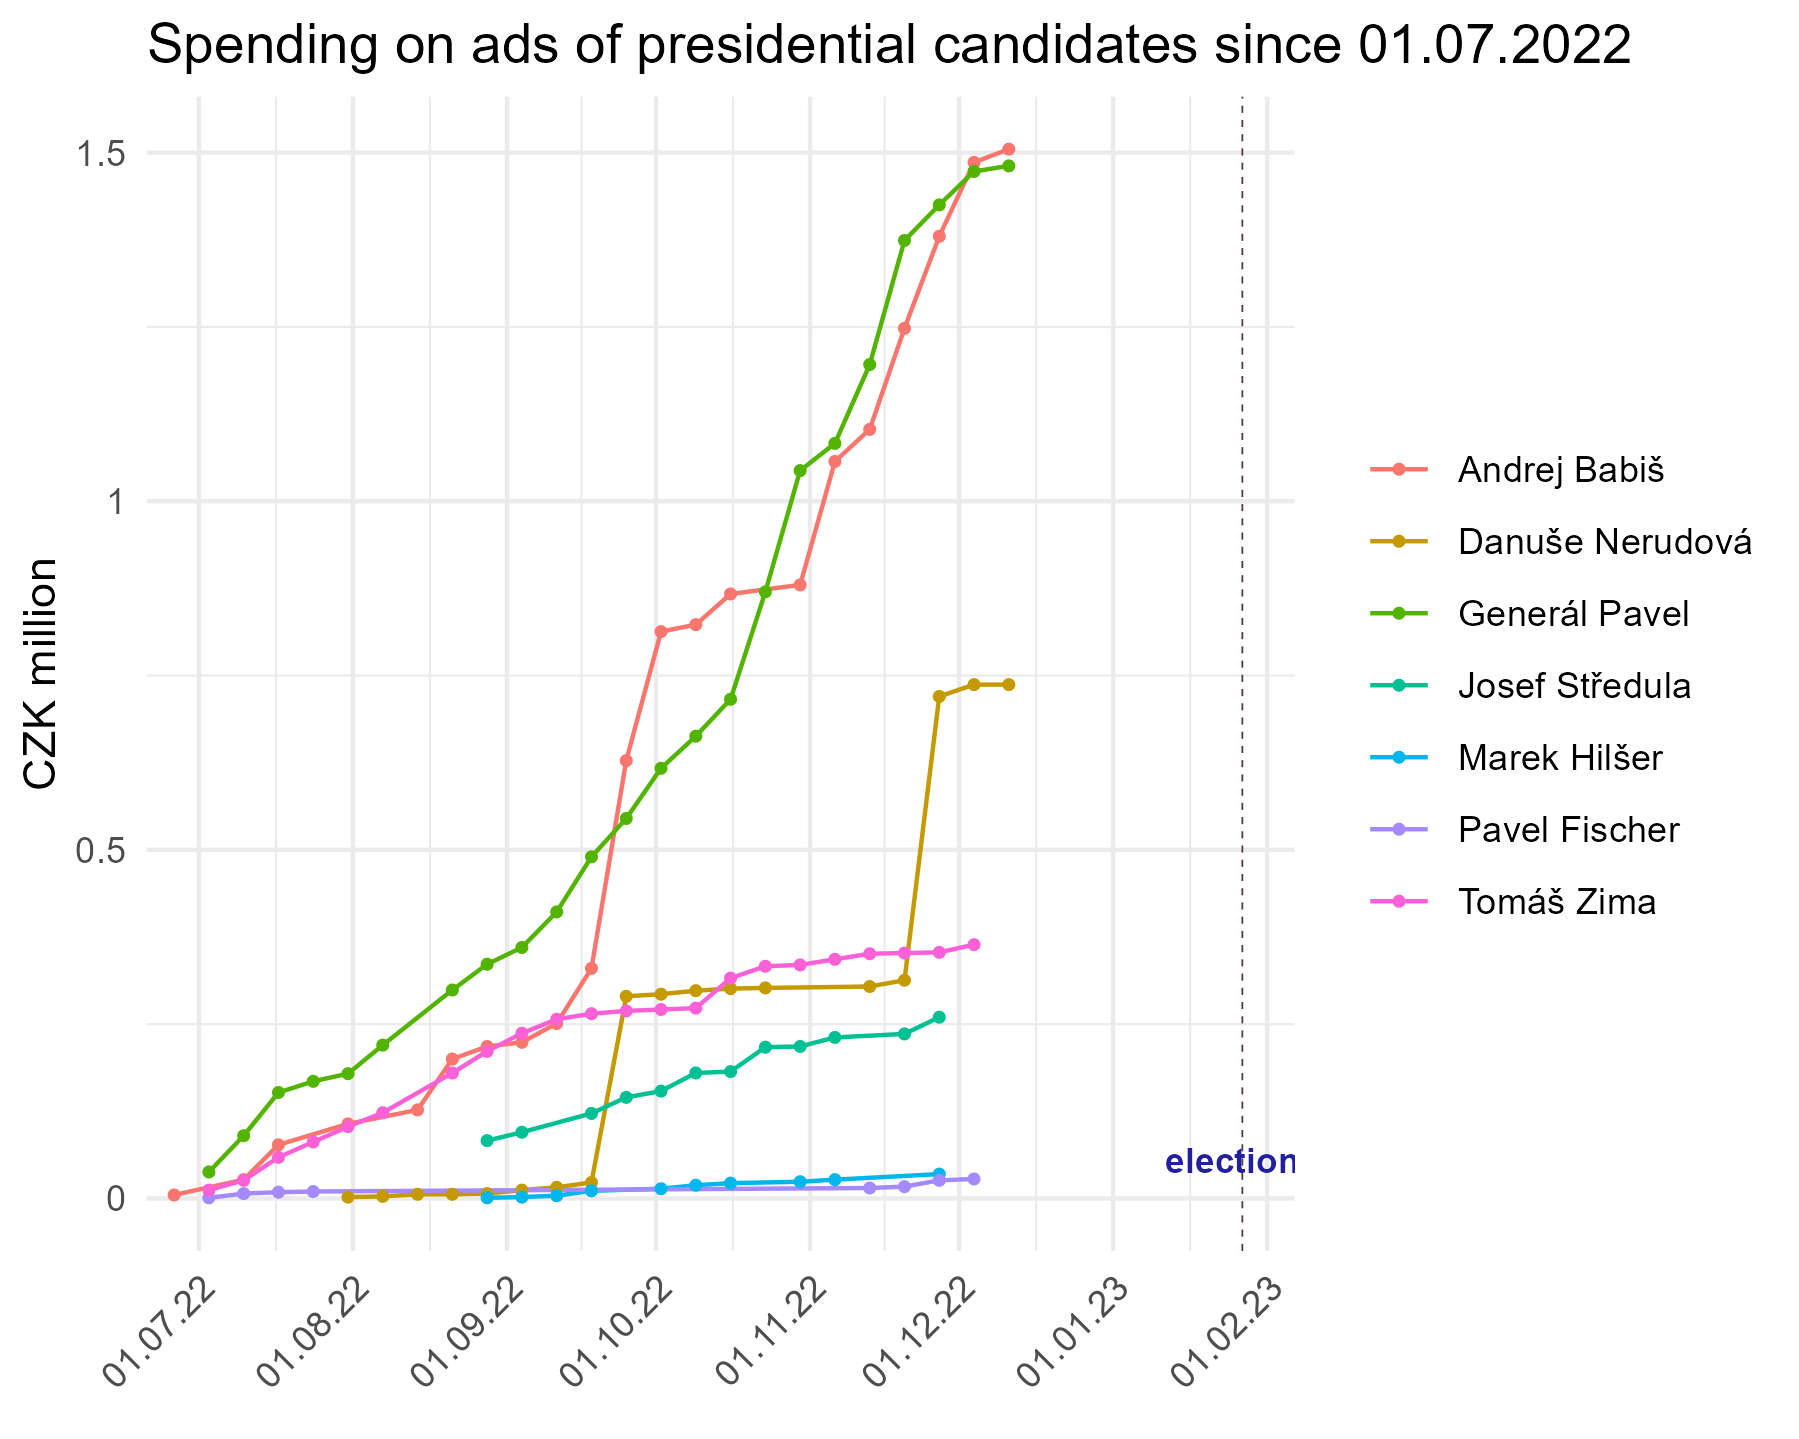 Spending on ads of presidential candidates since 01.07.2022
CZK million
1.5
1
0.5
0
01.07.22
01.08.22
01.09.22
01.10.22
01.11.22
01.12.22
01.01.23
01.02.23
election
Andrej Babiš
Danuše Nerudová
Generál Pavel
Josef Středula
Marek Hilšer
Pavel Fischer
Tomáš Zima